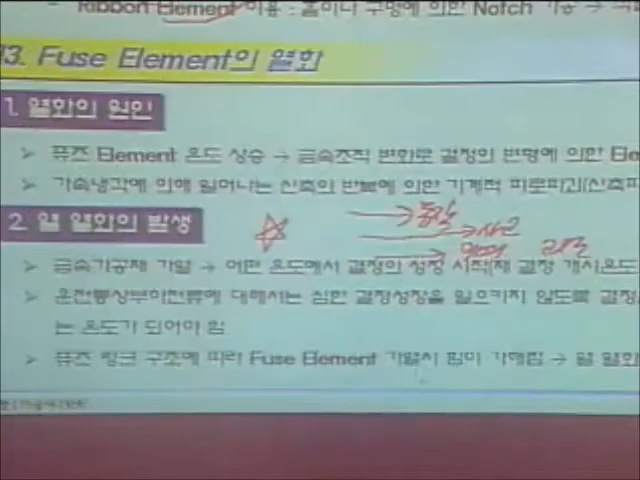 Ribbon Element 이용 : 홈이나 구멍에 의한 Notch 가공 →
13. Fuse Element의 열화
1. 열화의 원인
➢ 퓨즈 Element 온도 상승 → 금속조직 변화로 결정의 변형에 의한 Ele
➢ 가속냉각에 의해 일어나는 신축의 반복에 의한 기계적 피로파괴(신축피
2. 열 열화의 발생
➢ 금속가공재 가열 → 어떤 온도에서 결정의 성장 시작(재 결정 개시온도
➢ 운전통상부하전류에 대해서는 심한 결정성장을 일으키지 않도록 결정
는 온도가 되어야 함
➢ 퓨즈 링크 구조에 따라 Fuse Element 가열시 힘이 가해짐 → 열 열화